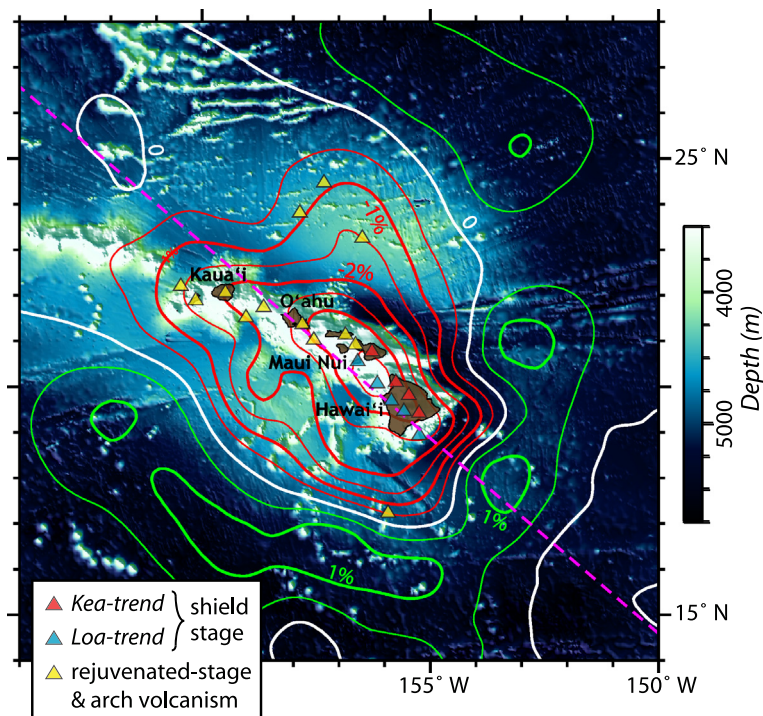 0
0
25° N
-1%
-2%
Kaua'i
O'ahu
Maui Nui
Hawai'i
4000
5000
Depth (m)
1%
1%
15° N
Kea-trend
Loa-trend
shield
stage
rejuvenated-stage
& arch volcanism
155° W
150° W